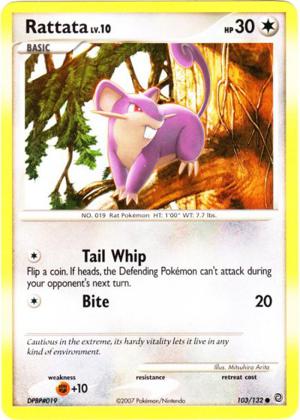 Rattata LV.10 HP 30
BASIC
NO. 019 Rat Pokémon HT: 1'00" WT: 7.7 lbs.
Tail Whip
Flip a coin. If heads, the Defending Pokémon can't attack during
your opponent's next turn.
Bite 20
Cautious in the extreme, its hardy vitality lets it live in any
kind of environment.
Illus. Mitsuhiro Arita
weakness resistance retreat cost
+10
DPBP#019 ©2007 Pokémon/Nintendo 103/132